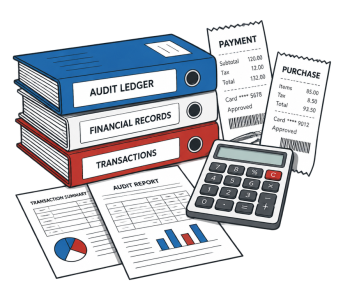 AUDIT LEDGER
FINANCIAL RECORDS
TRANSACTIONS
PAYMENT
Subtotal 120.00
Tax 12.00
Total 132.00
Card **** 5678
Approved
PURCHASE
Items 85.00
Tax 8.50
Total 93.50
Card **** 9012
Approved
TRANSACTION SUMMARY
AUDIT REPORT